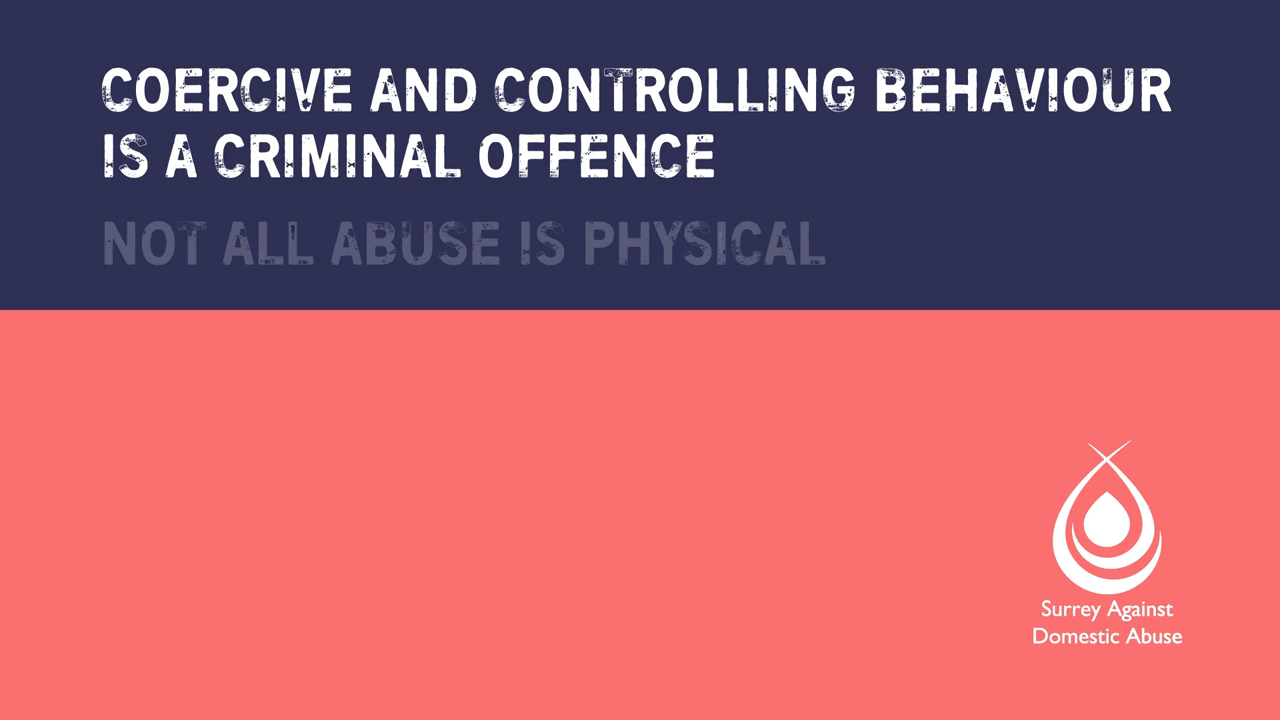 COERCIVE AND CONTROLLING BEHAVIOUR
IS A CRIMINAL OFFENCE
NOT ALL ABUSE IS PHYSICAL
Surrey Against
Domestic Abuse